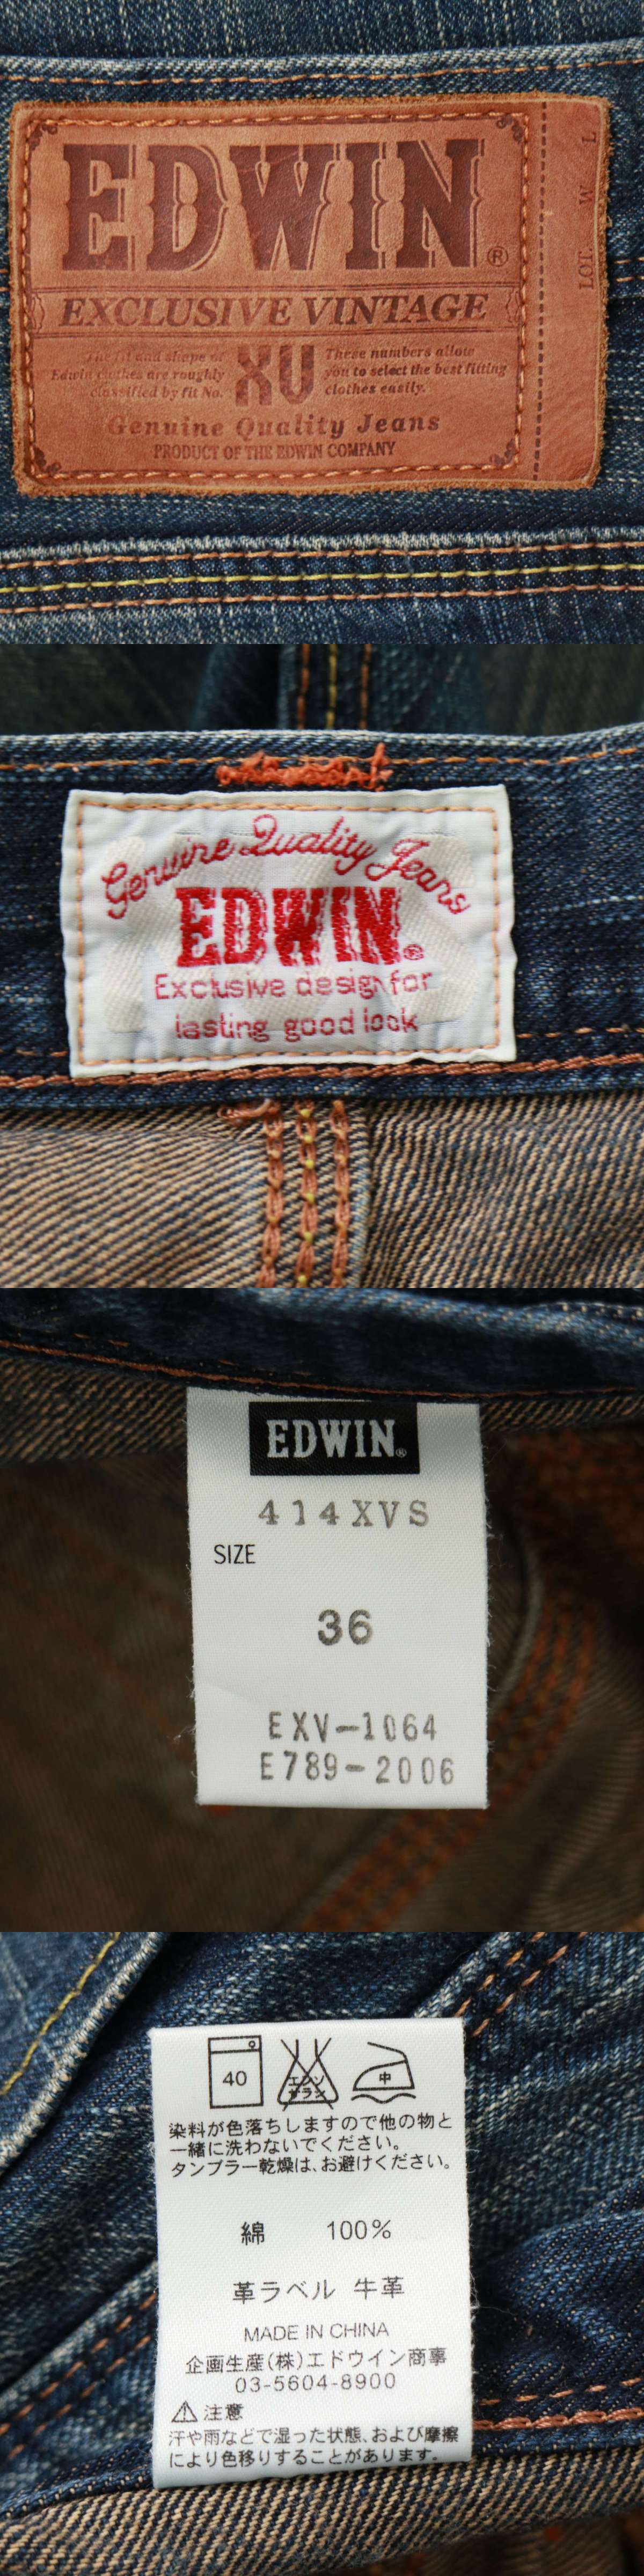 EDWIN®
EXCLUSIVE VINTAGE
The fit and shape of
Edwin clothes are roughly
classified by fit No.
XV
These numbers allow
you to select the best fitting
clothes easily.
Genuine Quality Jeans
PRODUCT OF THE EDWIN COMPANY
LOT. W L
Genuine Quality Jeans
EDWIN®
Exclusive design for
lasting good look
EDWIN®
414XVS
SIZE
36
EXV-1064
E789-2006
40 エンソ サラシ 中
染料が色落ちしますので他の物と
一緒に洗わないでください。
タンブラー乾燥は、お避けください。
綿 100%
革ラベル 牛革
MADE IN CHINA
企画生産(株)エドウイン商事
03-5604-8900
⚠ 注意
汗や雨などで湿った状態、および摩擦
により色移りすることがあります。